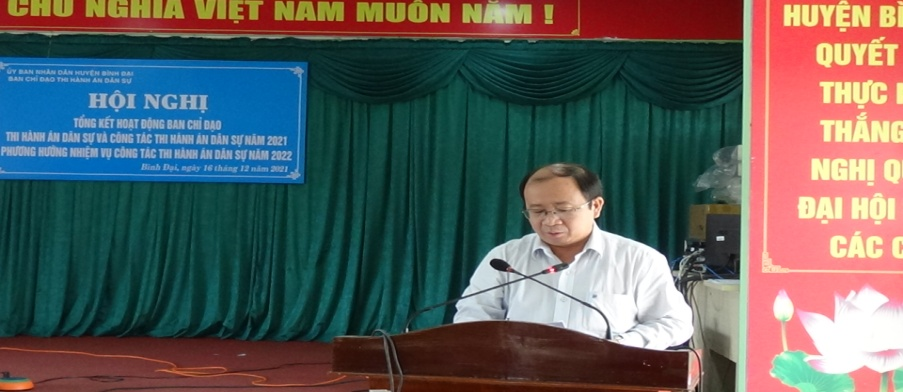 CHỦ NGHĨA VIỆT NAM MUÔN NĂM !
ỦY BAN NHÂN DÂN HUYỆN BÌNH ĐẠI
BAN CHỈ ĐẠO THI HÀNH ÁN DÂN SỰ
HỘI NGHỊ
TỔNG KẾT HOẠT ĐỘNG BAN CHỈ ĐẠO
THI HÀNH ÁN DÂN SỰ VÀ CÔNG TÁC THI HÀNH ÁN DÂN SỰ NĂM 2021
PHƯƠNG HƯỚNG NHIỆM VỤ CÔNG TÁC THI HÀNH ÁN DÂN SỰ NĂM 2022
Bình Đại, ngày 16 tháng 12 năm 2021
HUYỆN
QUYẾT
THỰC
THẮNG
NGHỊ
ĐẠI HỘI
CÁC